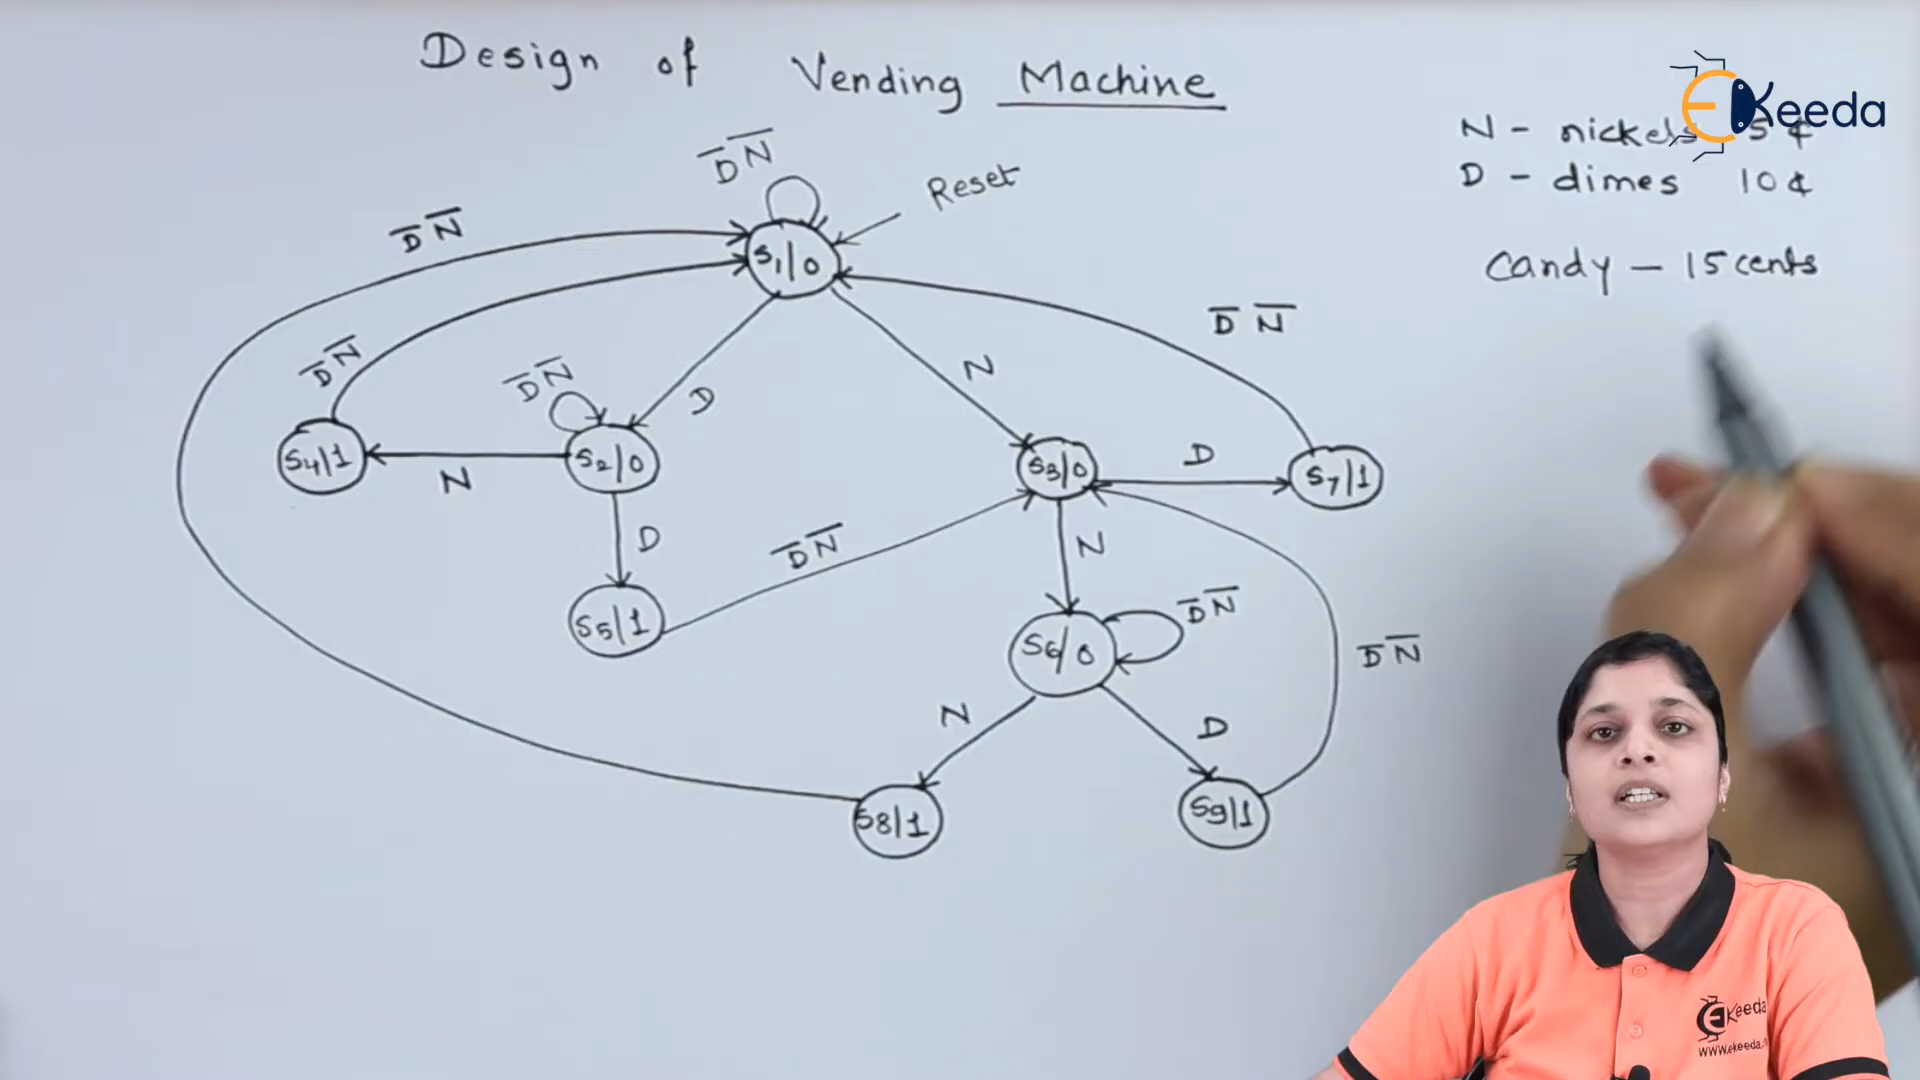 Design of Vending Machine
EKeeda
N - nickels 5¢
D - dimes 10¢
candy - 15 cents
D̅ N̅
Reset
D̅ N̅
S1/0
D̅ N̅
D̅ N̅
D̅ N̅
D
N
S4/1
N
S2/0
S3/0
D
S7/1
D
D̅ N̅
N
S5/1
S6/0
D̅ N̅
D̅ N̅
N
D
S8/1
S9/1
EKeeda